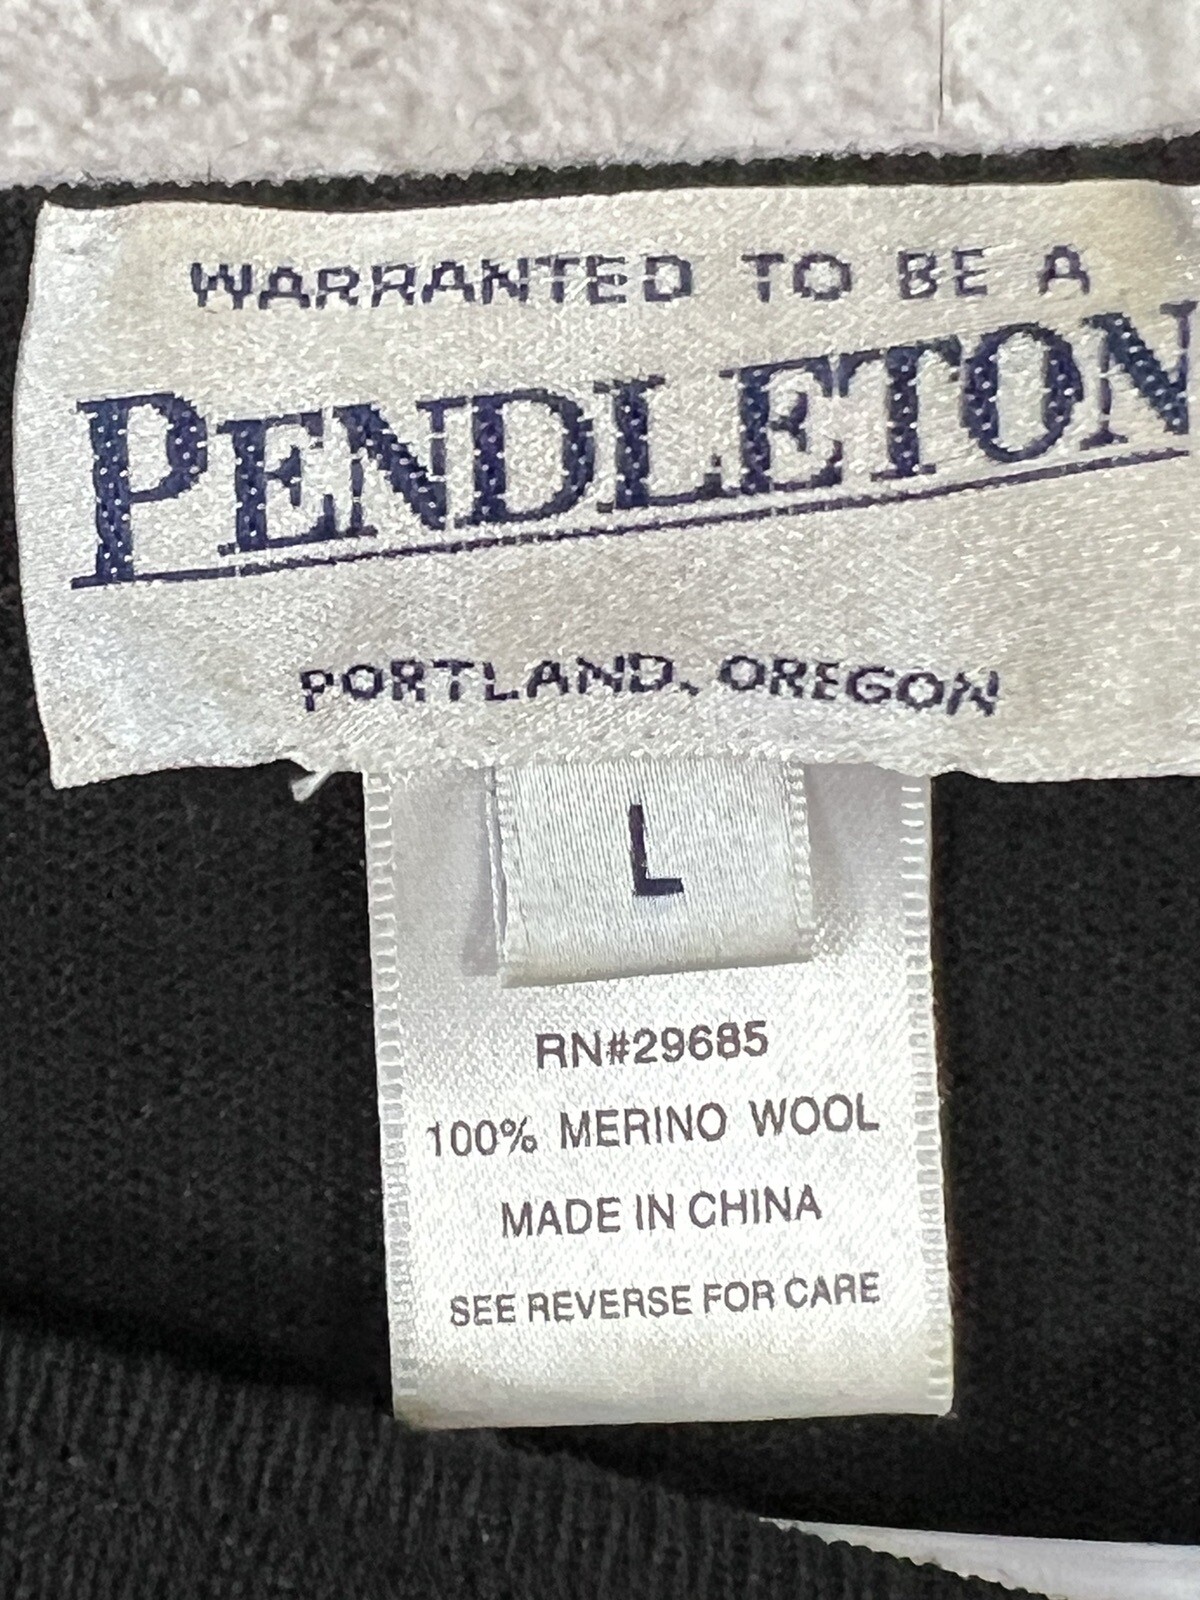 WARRANTED TO BE A
PENDLETON
PORTLAND, OREGON
L
RN#29685
100% MERINO WOOL
MADE IN CHINA
SEE REVERSE FOR CARE